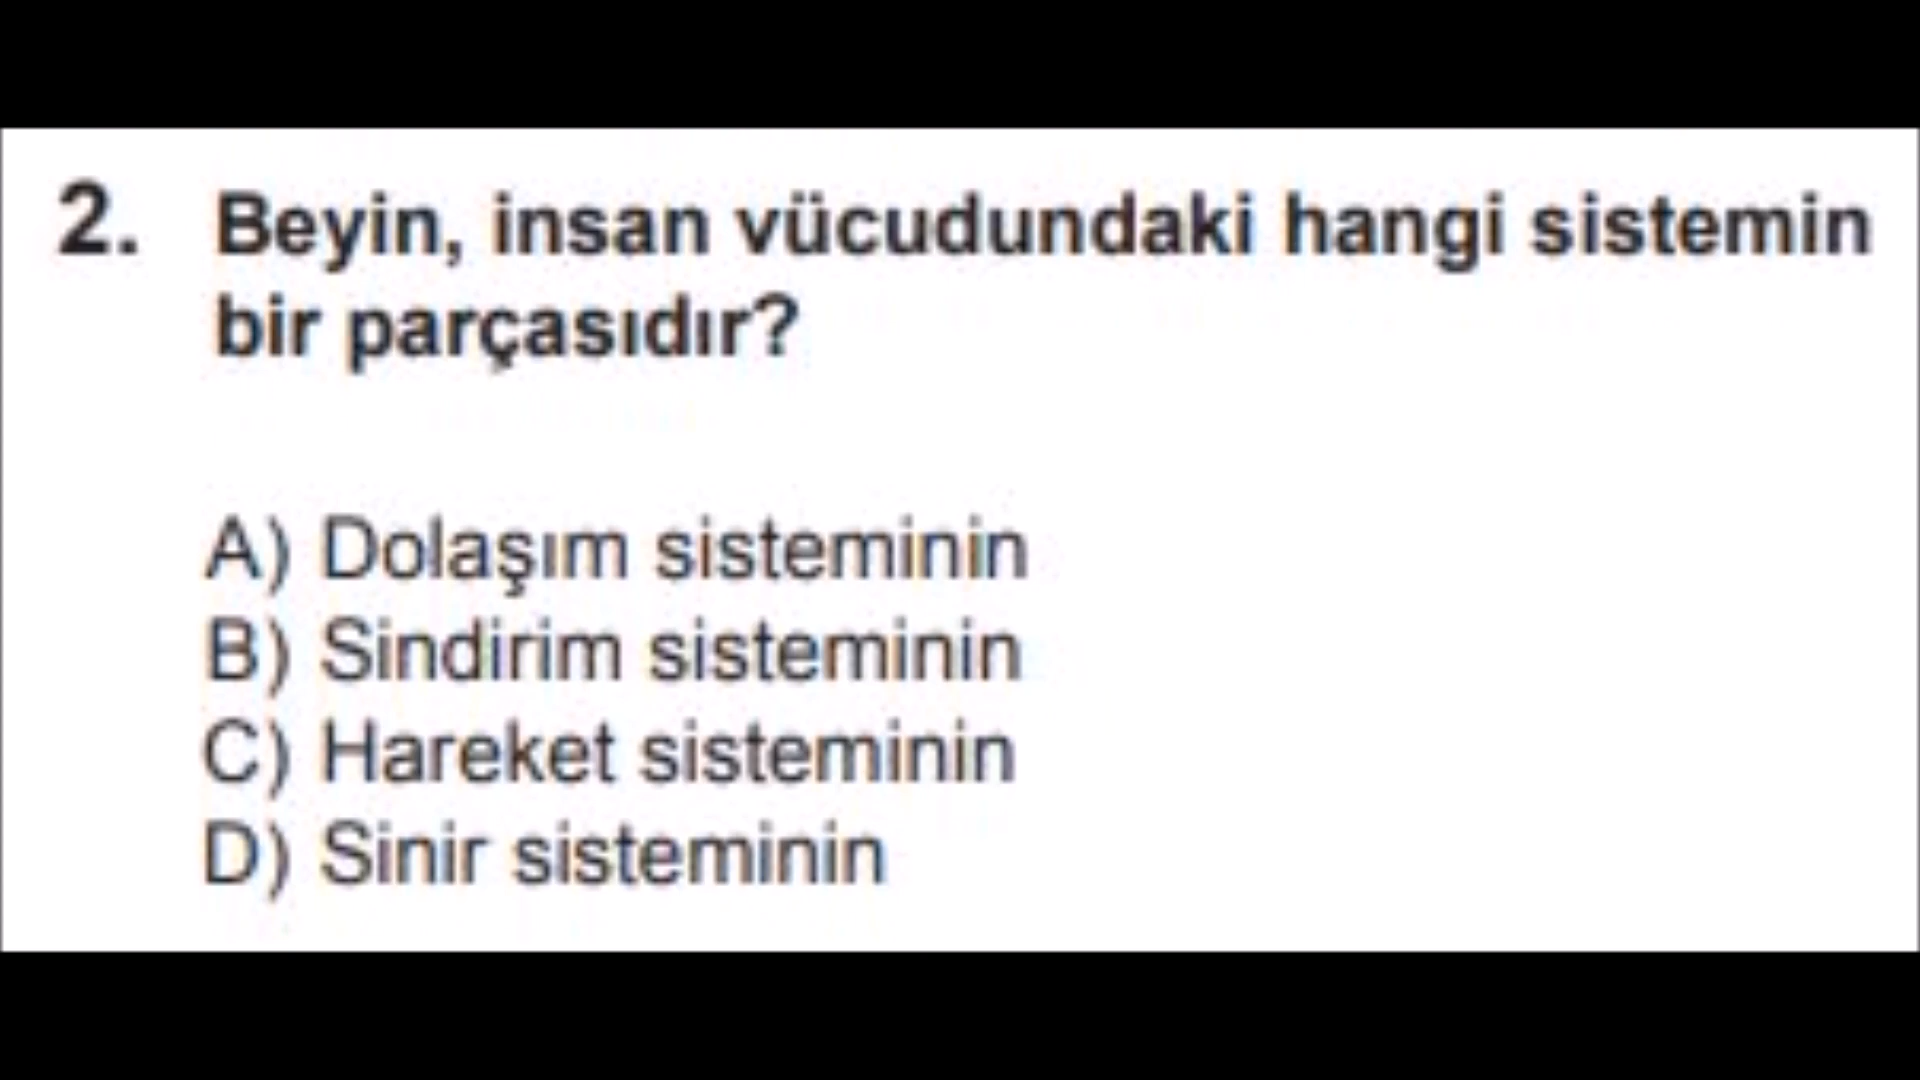 2. Beyin, insan vücudundaki hangi sistemin
bir parçasıdır?
A) Dolaşım sisteminin
B) Sindirim sisteminin
C) Hareket sisteminin
D) Sinir sisteminin